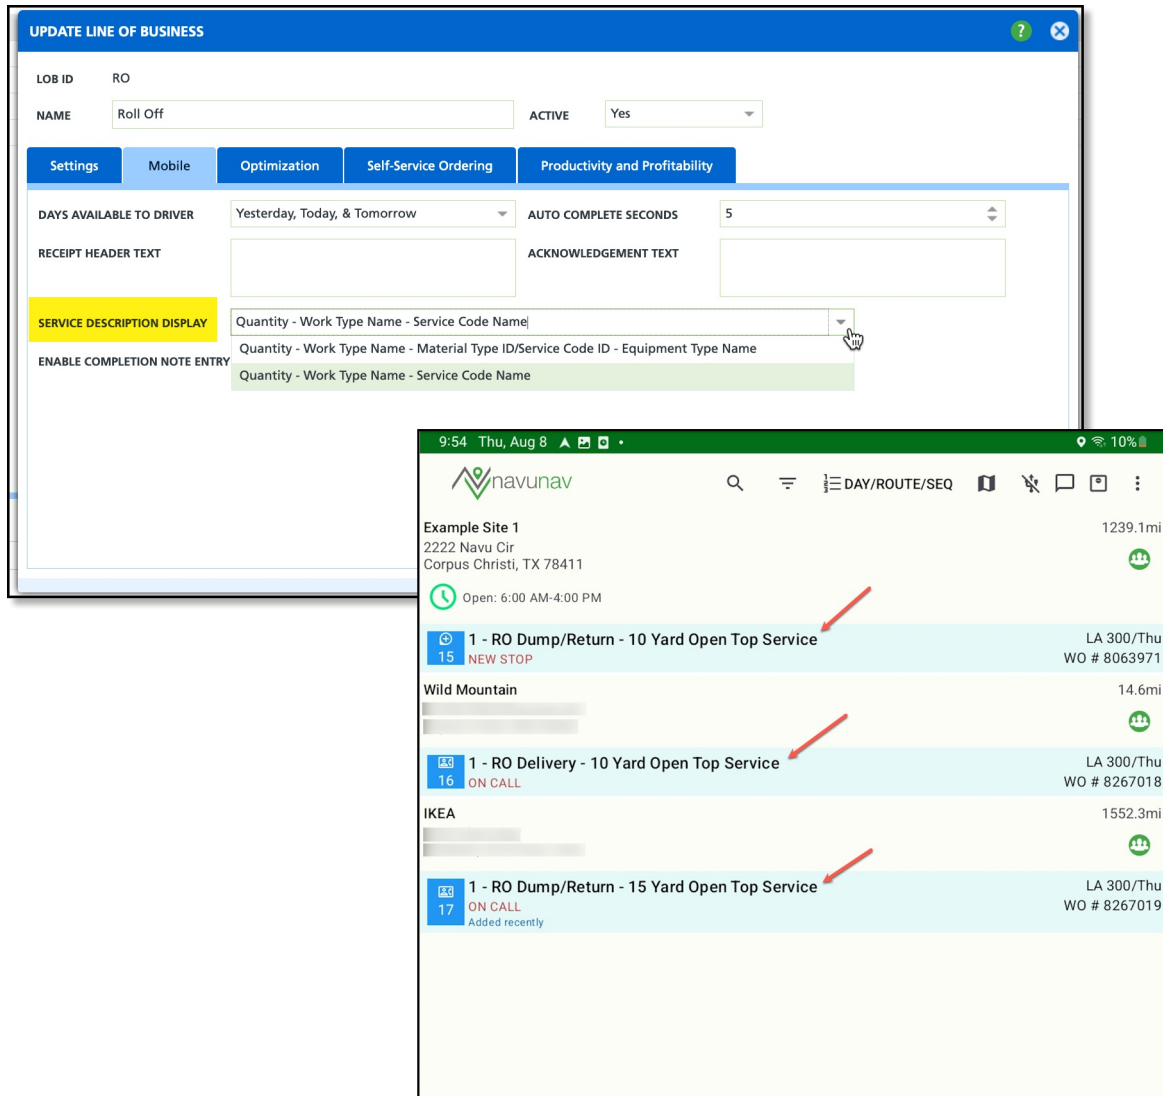 UPDATE LINE OF BUSINESS
?
LOB ID RO
NAME Roll Off ACTIVE Yes
Settings Mobile Optimization Self-Service Ordering Productivity and Profitability
DAYS AVAILABLE TO DRIVER Yesterday, Today, & Tomorrow AUTO COMPLETE SECONDS 5
RECEIPT HEADER TEXT ACKNOWLEDGEMENT TEXT
SERVICE DESCRIPTION DISPLAY Quantity - Work Type Name - Service Code Name
Quantity - Work Type Name - Material Type ID/Service Code ID - Equipment Type Name
ENABLE COMPLETION NOTE ENTRY
Quantity - Work Type Name - Service Code Name
9:54 Thu, Aug 8 10%
navunav DAY/ROUTE/SEQ
Example Site 1 1239.1mi
2222 Navu Cir
Corpus Christi, TX 78411
Open: 6:00 AM-4:00 PM
1 - RO Dump/Return - 10 Yard Open Top Service LA 300/Thu
15 NEW STOP WO # 8063971
Wild Mountain 14.6mi
1 - RO Delivery - 10 Yard Open Top Service LA 300/Thu
16 ON CALL WO # 8267018
IKEA 1552.3mi
1 - RO Dump/Return - 15 Yard Open Top Service LA 300/Thu
17 ON CALL WO # 8267019
Added recently